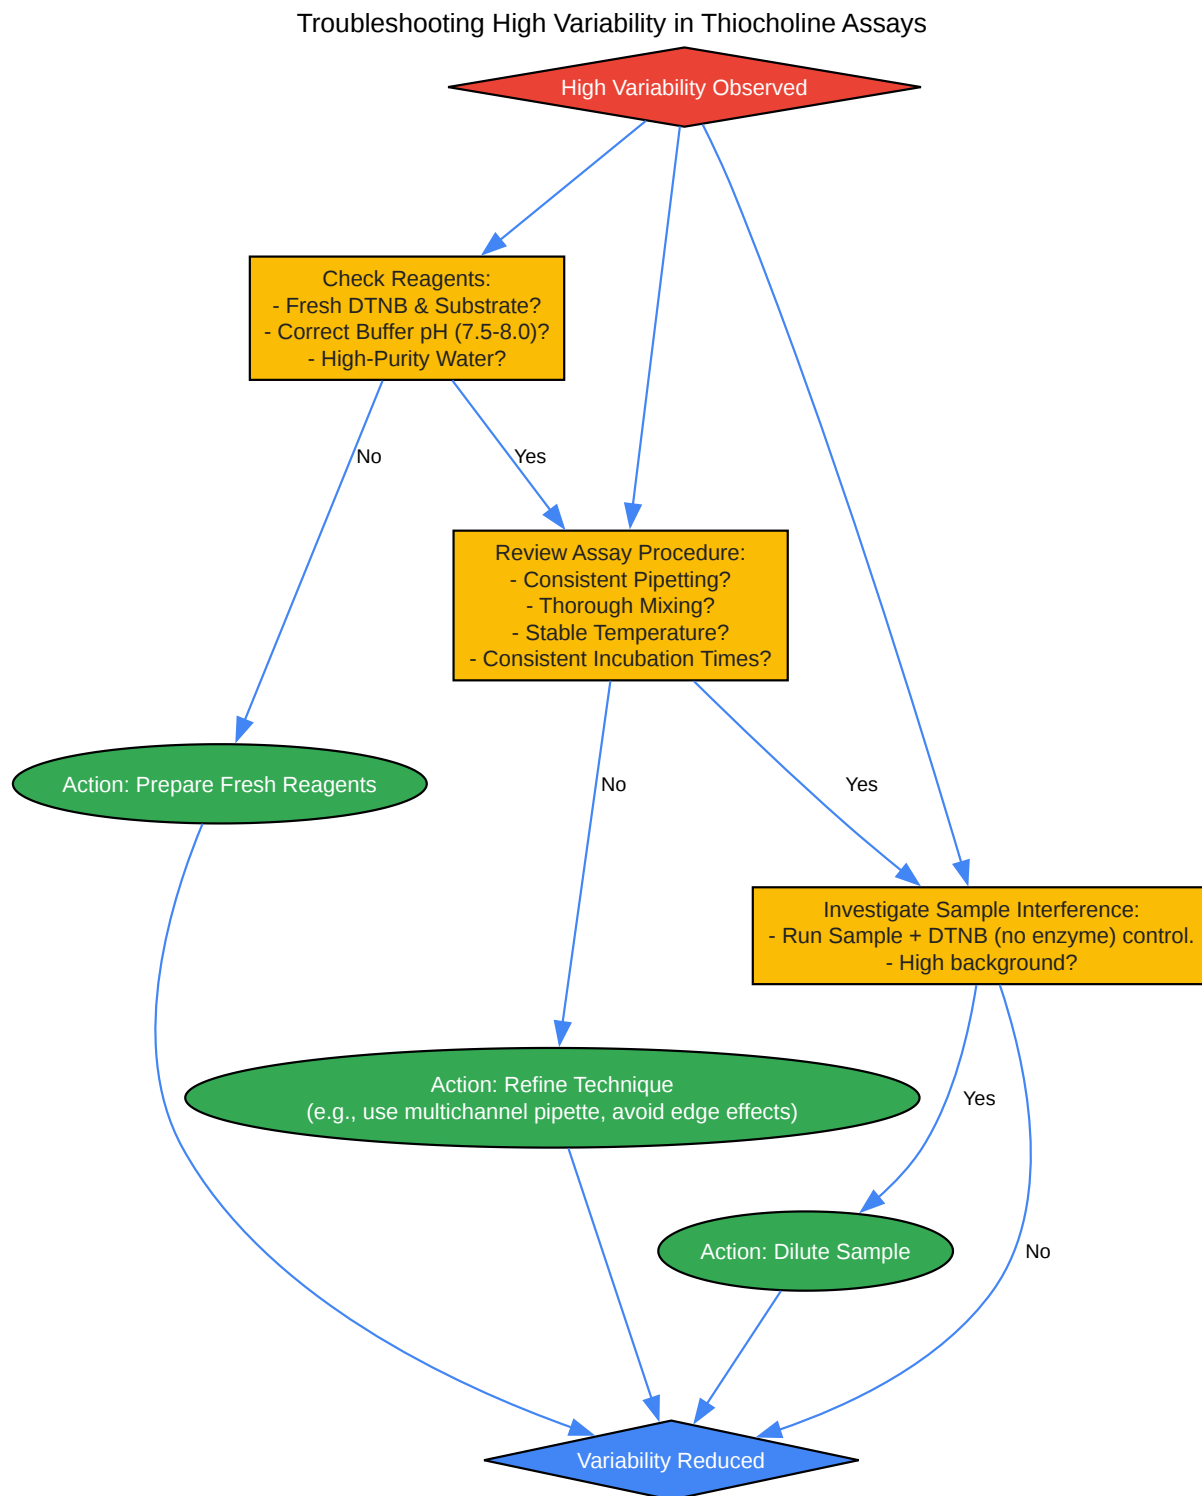 Troubleshooting High Variability in Thiocholine Assays
High Variability Observed
Check Reagents:
- Fresh DTNB & Substrate?
- Correct Buffer pH (7.5-8.0)?
- High-Purity Water?
No
Yes
Review Assay Procedure:
- Consistent Pipetting?
- Thorough Mixing?
- Stable Temperature?
- Consistent Incubation Times?
Action: Prepare Fresh Reagents
No
Yes
Investigate Sample Interference:
- Run Sample + DTNB (no enzyme) control.
- High background?
Action: Refine Technique
(e.g., use multichannel pipette, avoid edge effects)
Yes
Action: Dilute Sample
No
Variability Reduced